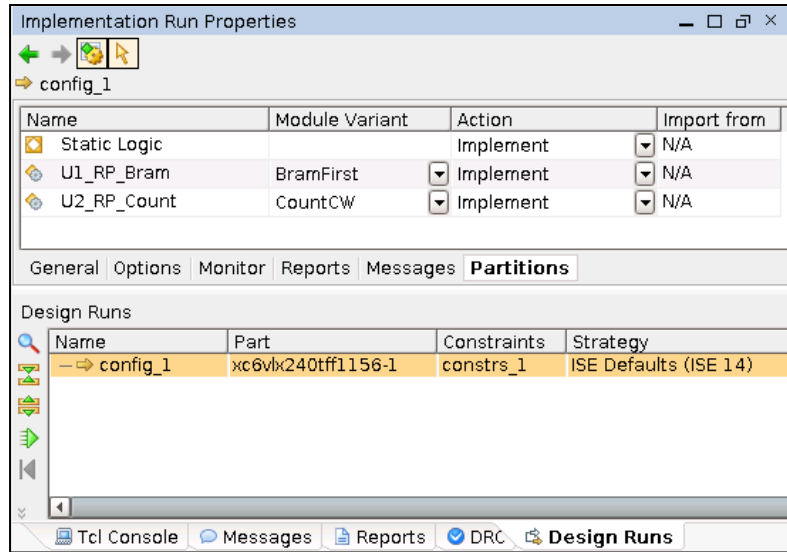 Implementation Run Properties
config_1
Name Module Variant Action Import from
Static Logic Implement N/A
U1_RP_Bram BramFirst Implement N/A
U2_RP_Count CountCW Implement N/A
General Options Monitor Reports Messages Partitions
Design Runs
Name Part Constraints Strategy
config_1 xc6vlx240tff1156-1 constrs_1 ISE Defaults (ISE 14)
Tcl Console Messages Reports DRC Design Runs